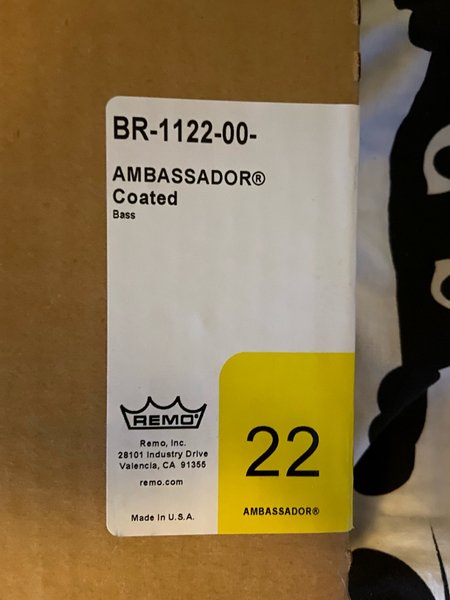 BR-1122-00-
AMBASSADOR®
Coated
Bass
REMO
Remo, Inc.
28101 Industry Drive
Valencia, CA 91355
remo.com
Made in U.S.A.
22
AMBASSADOR®